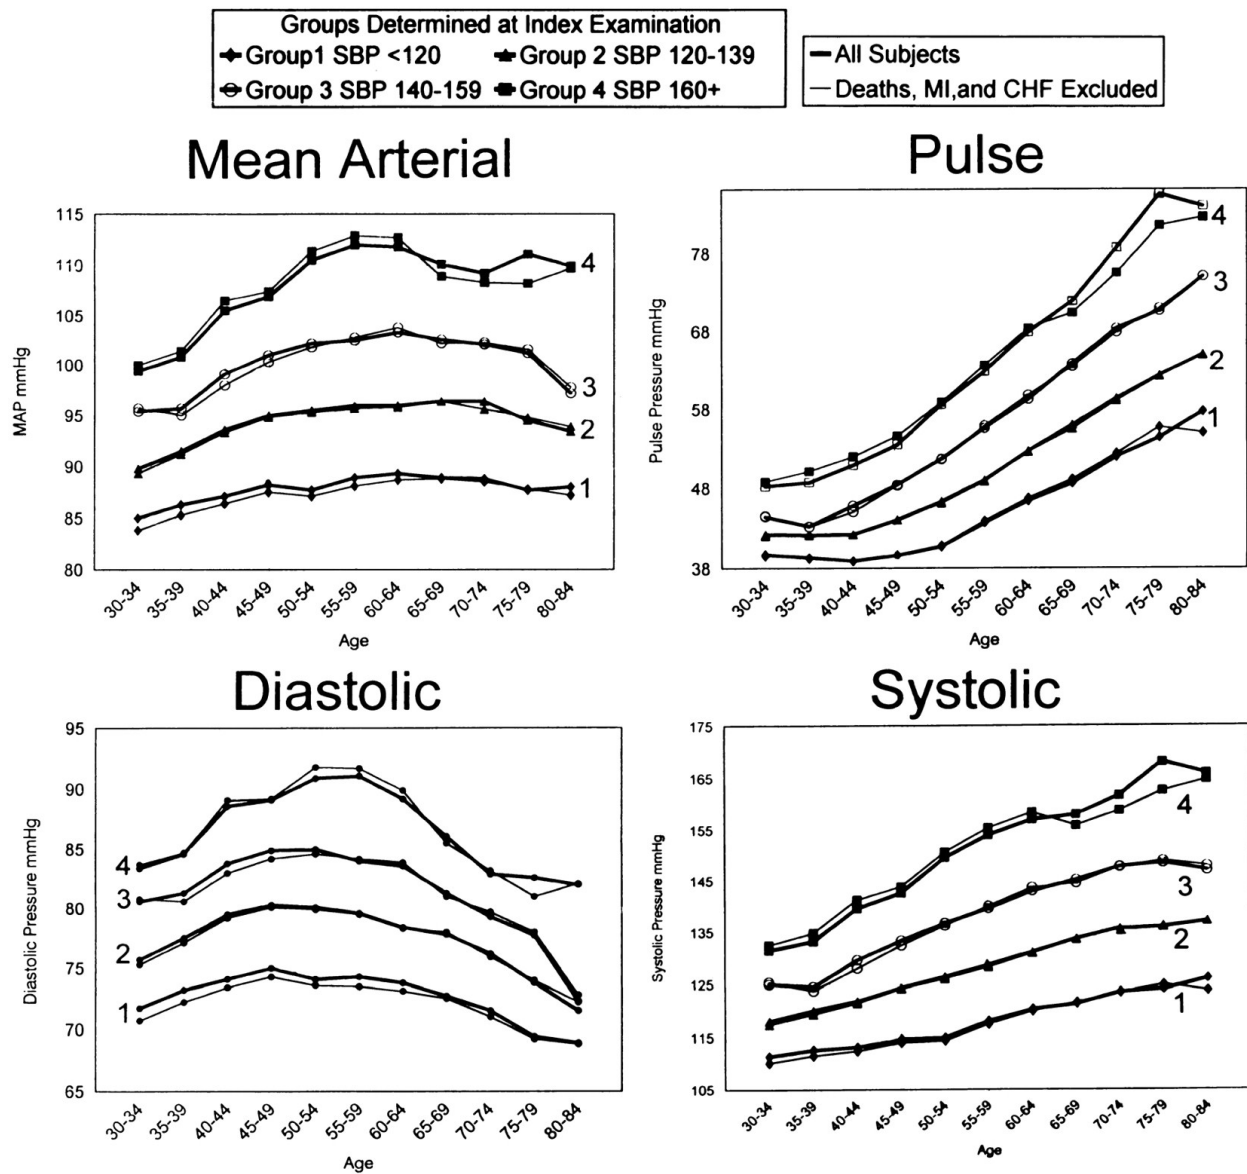 Groups Determined at Index Examination
Group1 SBP <120 Group 2 SBP 120-139
Group 3 SBP 140-159 Group 4 SBP 160+
All Subjects
Deaths, MI,and CHF Excluded
Mean Arterial
MAP mmHg
115
110
105
100
95
90
85
80
4
3
2
1
30-34 35-39 40-44 45-49 50-54 55-59 60-64 65-69 70-74 75-79 80-84
Age
Pulse
Pulse Pressure mmHg
78
68
58
48
38
4
3
2
1
30-34 35-39 40-44 45-49 50-54 55-59 60-64 65-69 70-74 75-79 80-84
Age
Diastolic
Diastolic Pressure mmHg
95
90
85
80
75
70
65
4
3
2
1
30-34 35-39 40-44 45-49 50-54 55-59 60-64 65-69 70-74 75-79 80-84
Age
Systolic
Systolic Pressure mmHg
175
165
155
145
135
125
115
105
4
3
2
1
30-34 35-39 40-44 45-49 50-54 55-59 60-64 65-69 70-74 75-79 80-84
Age